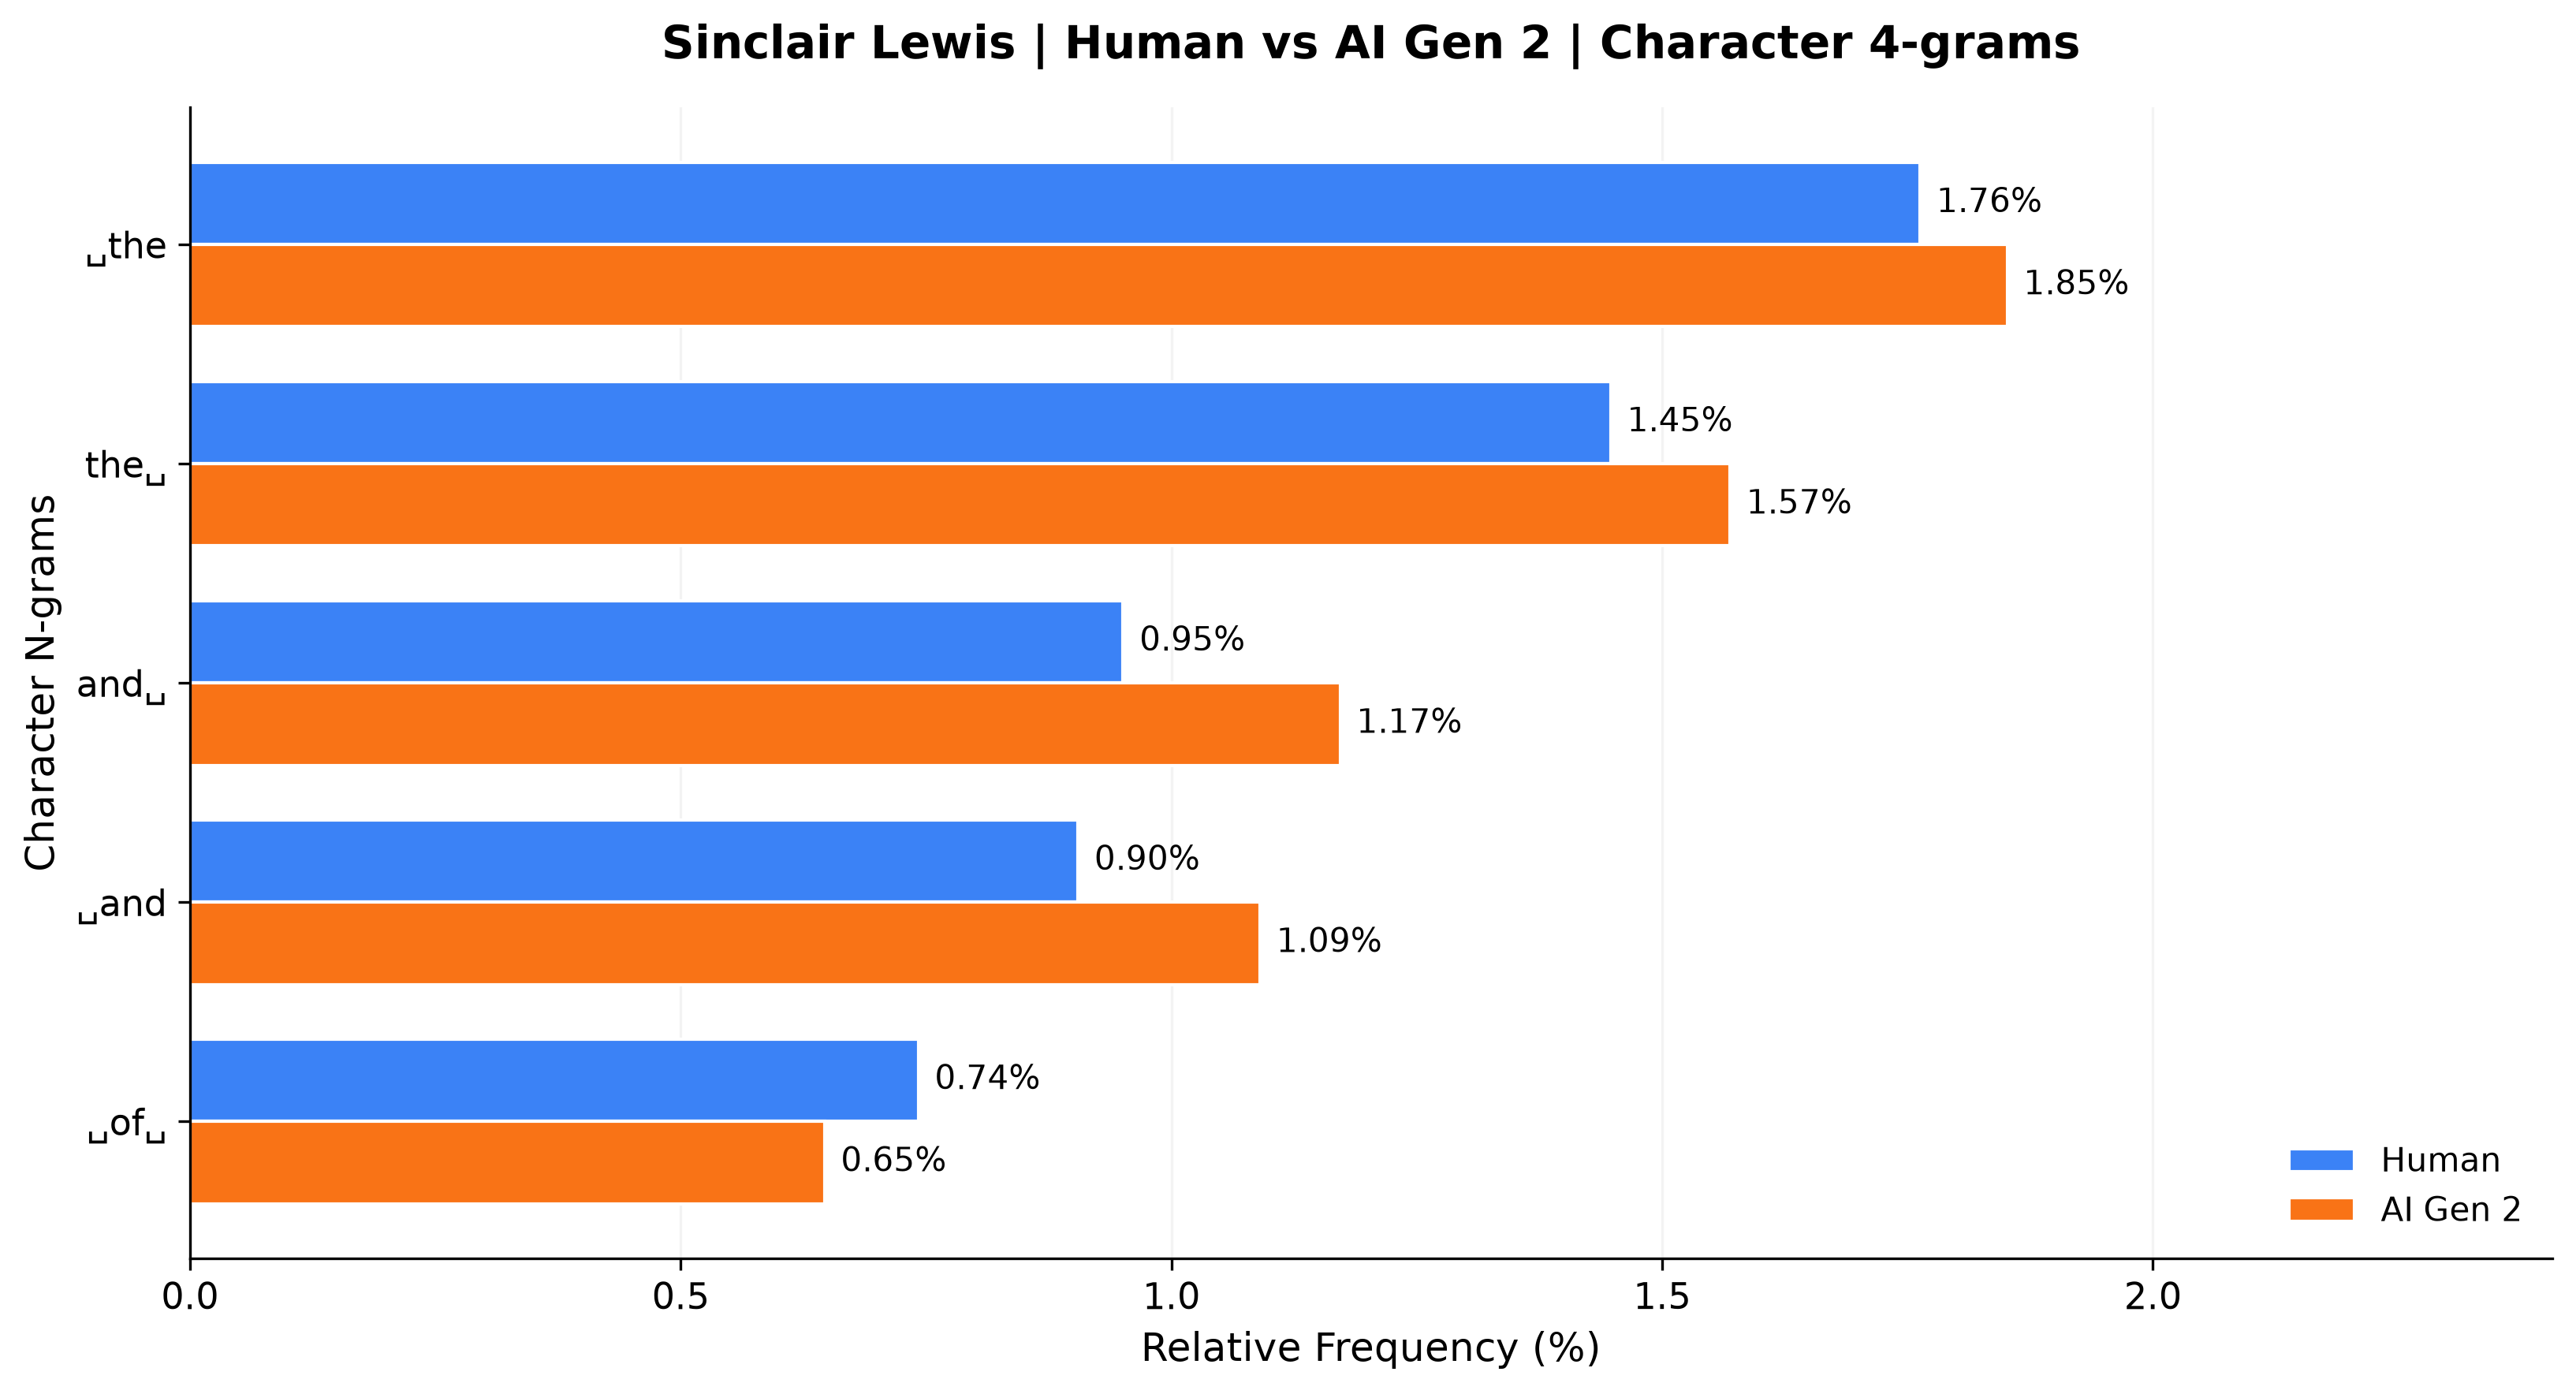 Sinclair Lewis | Human vs AI Gen 2 | Character 4-grams
Character N-grams
␣the
1.76%
1.85%
the␣
1.45%
1.57%
and␣
0.95%
1.17%
␣and
0.90%
1.09%
␣of␣
0.74%
0.65%
Human
AI Gen 2
0.0 0.5 1.0 1.5 2.0
Relative Frequency (%)